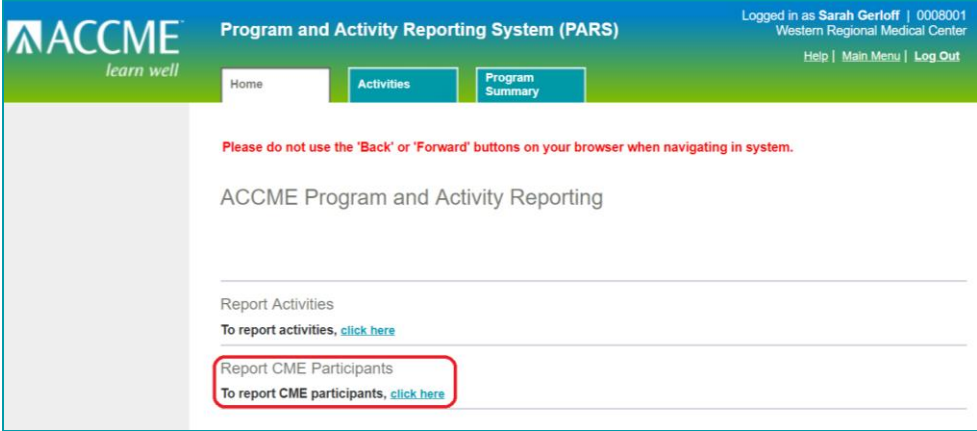 ACCME
learn well
Program and Activity Reporting System (PARS)
Logged in as Sarah Gerloff | 0008001
Western Regional Medical Center
Help | Main Menu | Log Out
Home
Activities
Program
Summary
Please do not use the 'Back' or 'Forward' buttons on your browser when navigating in system.
ACCME Program and Activity Reporting
Report Activities
To report activities, click here
Report CME Participants
To report CME participants, click here